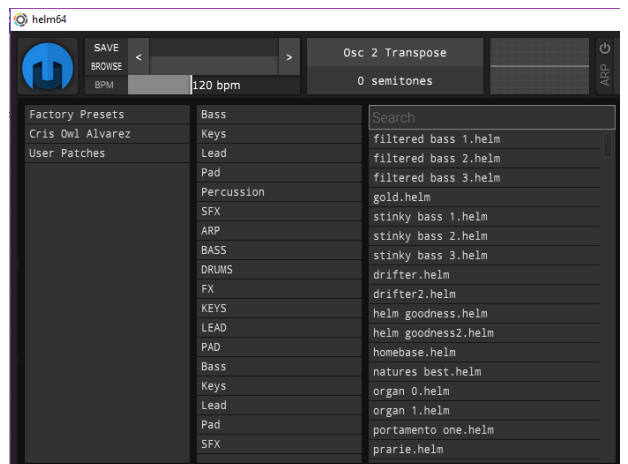 helm64
SAVE
BROWSE
BPM
<
>
120 bpm
Osc 2 Transpose
0 semitones
ARP
Factory Presets
Cris Owl Alvarez
User Patches
Bass
Keys
Lead
Pad
Percussion
SFX
ARP
BASS
DRUMS
FX
KEYS
LEAD
PAD
Bass
Keys
Lead
Pad
SFX
Search
filtered bass 1.helm
filtered bass 2.helm
filtered bass 3.helm
gold.helm
stinky bass 1.helm
stinky bass 2.helm
stinky bass 3.helm
drifter.helm
drifter2.helm
helm goodness.helm
helm goodness2.helm
homebase.helm
natures best.helm
organ 0.helm
organ 1.helm
portamento one.helm
prarie.helm